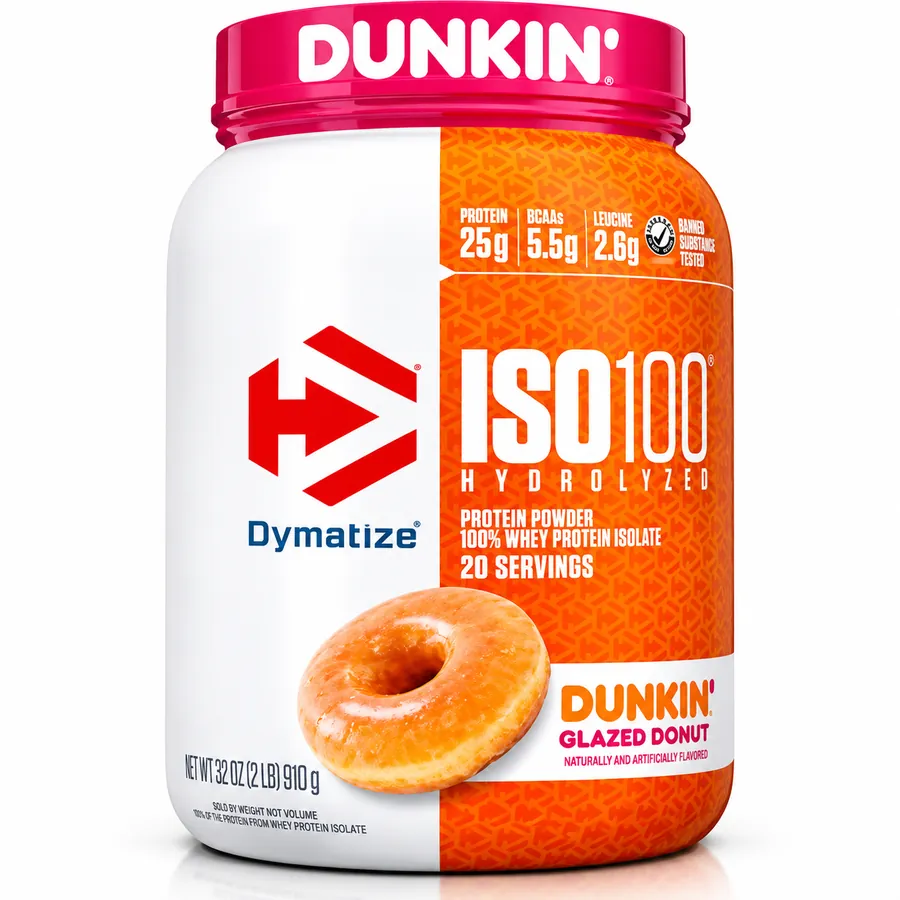 DUNKIN'®
PROTEIN
25g
BCAAs
5.5g
LEUCINE
2.6g
BANNED
SUBSTANCE
TESTED
ISO100®
HYDROLYZED
PROTEIN POWDER
100% WHEY PROTEIN ISOLATE
20 SERVINGS
Dymatize®
DUNKIN'
GLAZED DONUT
NATURALLY AND ARTIFICIALLY FLAVORED
NET WT 32 OZ (2 LB) 910 g
SOLD BY WEIGHT NOT VOLUME
100% OF THE PROTEIN FROM WHEY PROTEIN ISOLATE